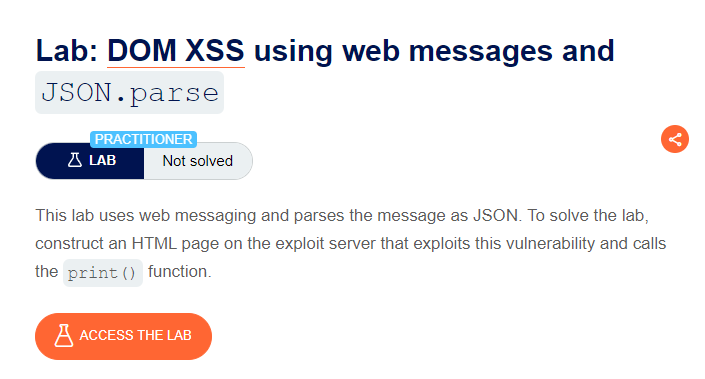 Lab: DOM XSS using web messages and
JSON.parse
PRACTITIONER
LAB
Not solved
This lab uses web messaging and parses the message as JSON. To solve the lab,
construct an HTML page on the exploit server that exploits this vulnerability and calls
the print() function.
ACCESS THE LAB